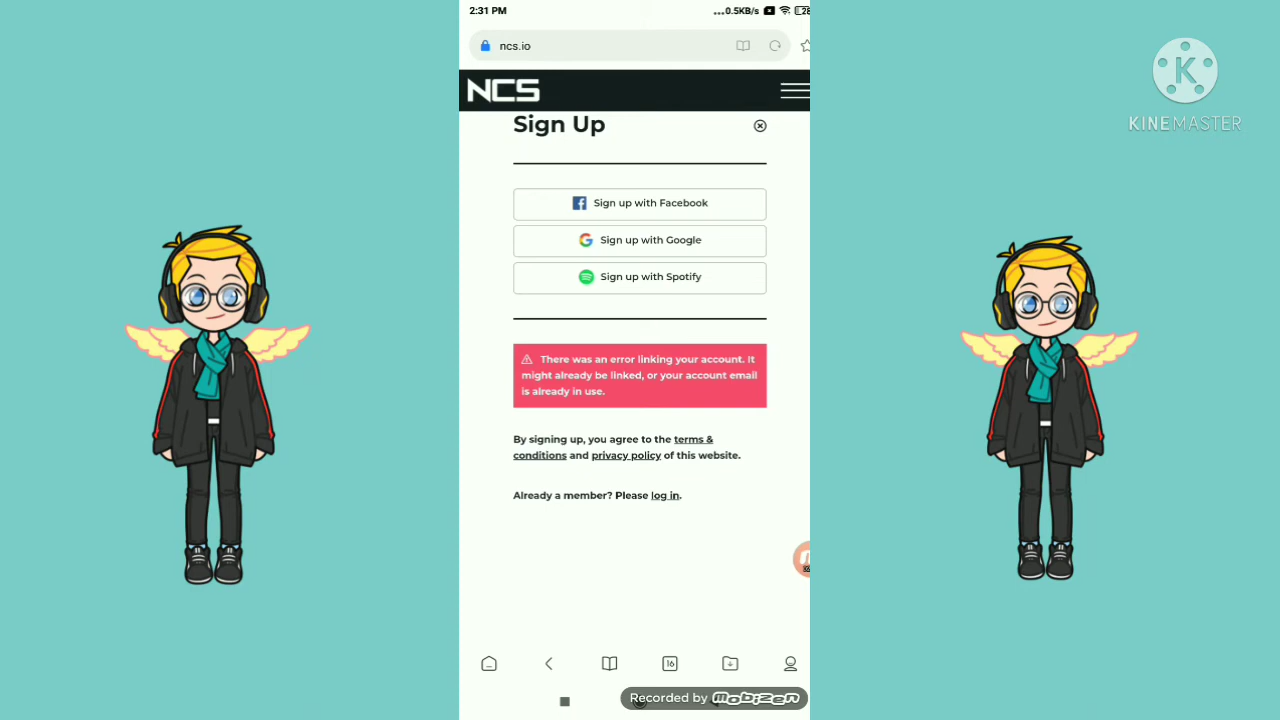 2:31 PM
...0.5KB/s
28
ncs.io
K
KINEMASTER
NCS
Sign Up
Sign up with Facebook
Sign up with Google
Sign up with Spotify
There was an error linking your account. It
might already be linked, or your account email
is already in use.
By signing up, you agree to the terms &
conditions and privacy policy of this website.
Already a member? Please log in.
16
Recorded by mobizen